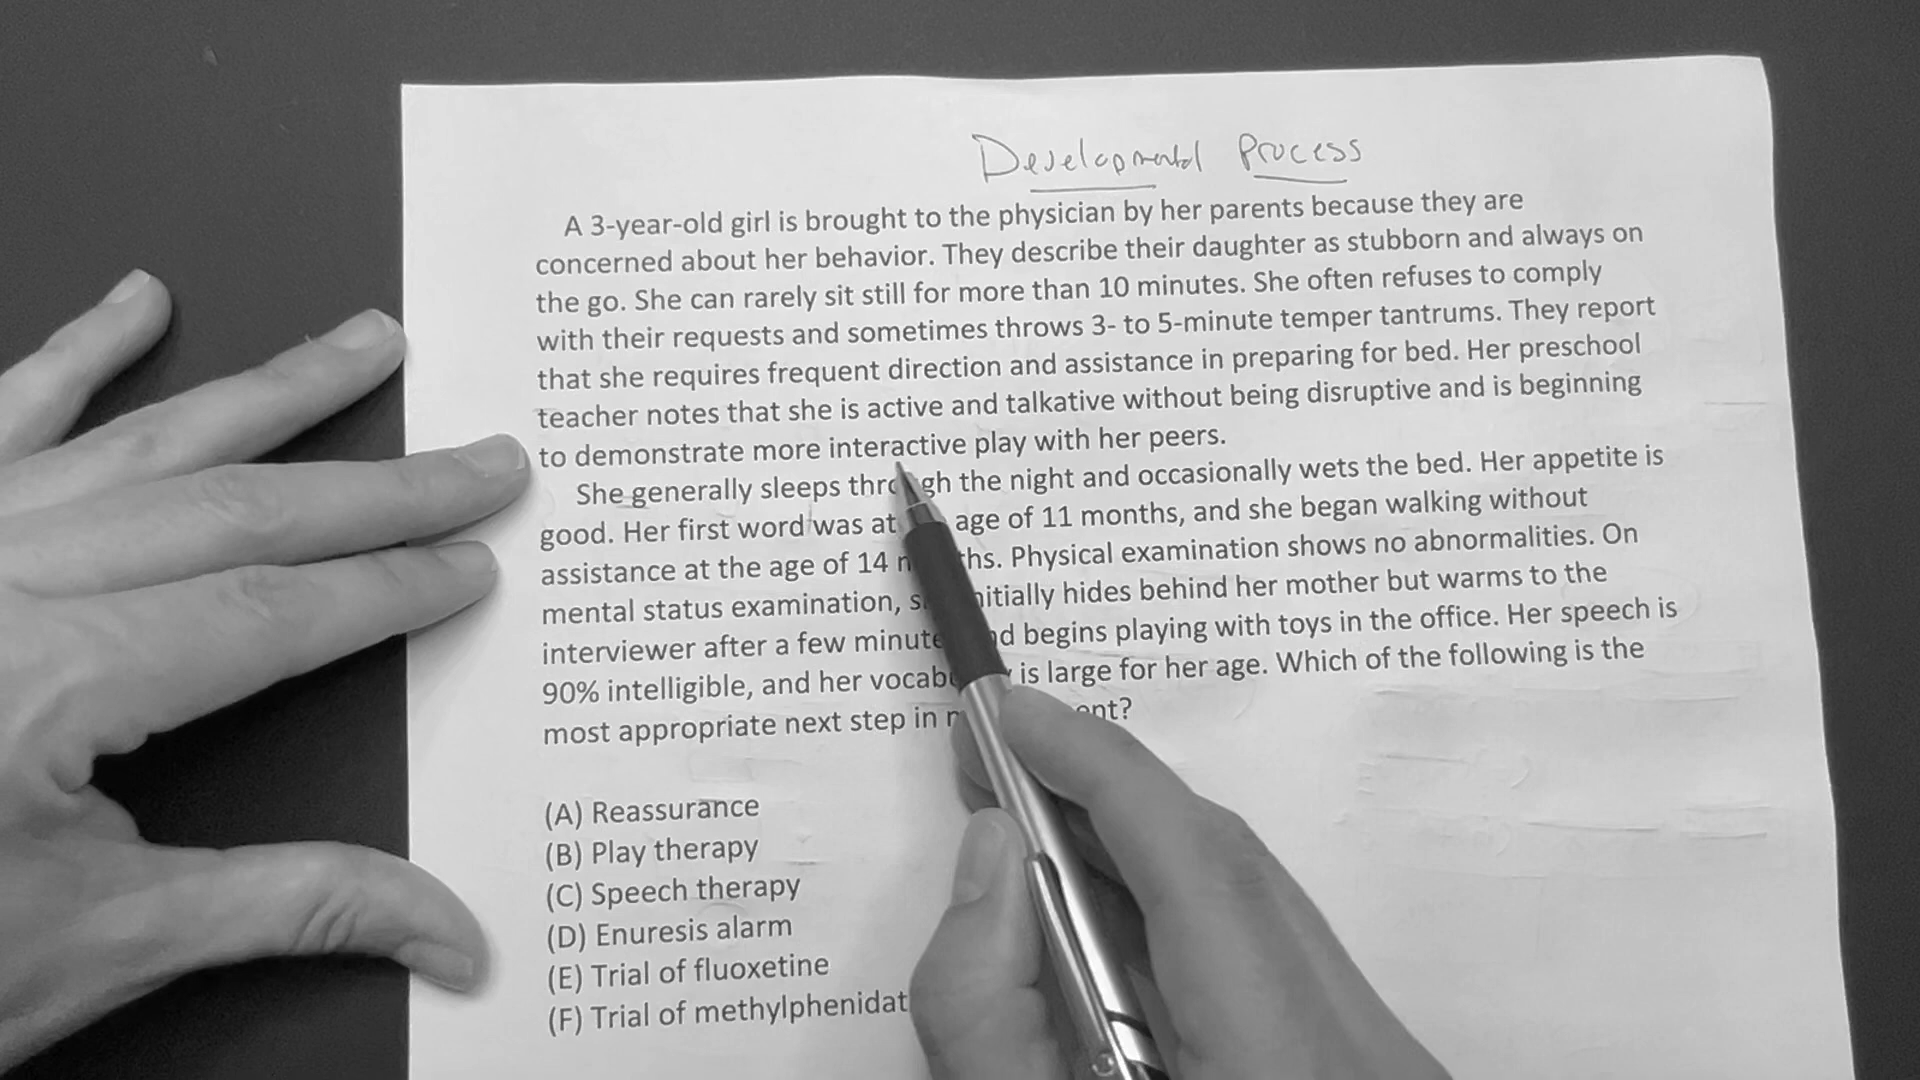 Developmental Process
A 3-year-old girl is brought to the physician by her parents because they are
concerned about her behavior. They describe their daughter as stubborn and always on
the go. She can rarely sit still for more than 10 minutes. She often refuses to comply
with their requests and sometimes throws 3- to 5-minute temper tantrums. They report
that she requires frequent direction and assistance in preparing for bed. Her preschool
teacher notes that she is active and talkative without being disruptive and is beginning
to demonstrate more interactive play with her peers.
She generally sleeps through the night and occasionally wets the bed. Her appetite is
good. Her first word was at age of 11 months, and she began walking without
assistance at the age of 14 months. Physical examination shows no abnormalities. On
mental status examination, initially hides behind her mother but warms to the
interviewer after a few minutes and begins playing with toys in the office. Her speech is
90% intelligible, and her vocabulary is large for her age. Which of the following is the
most appropriate next step in
(A) Reassurance
(B) Play therapy
(C) Speech therapy
(D) Enuresis alarm
(E) Trial of fluoxetine
(F) Trial of methylphenidat